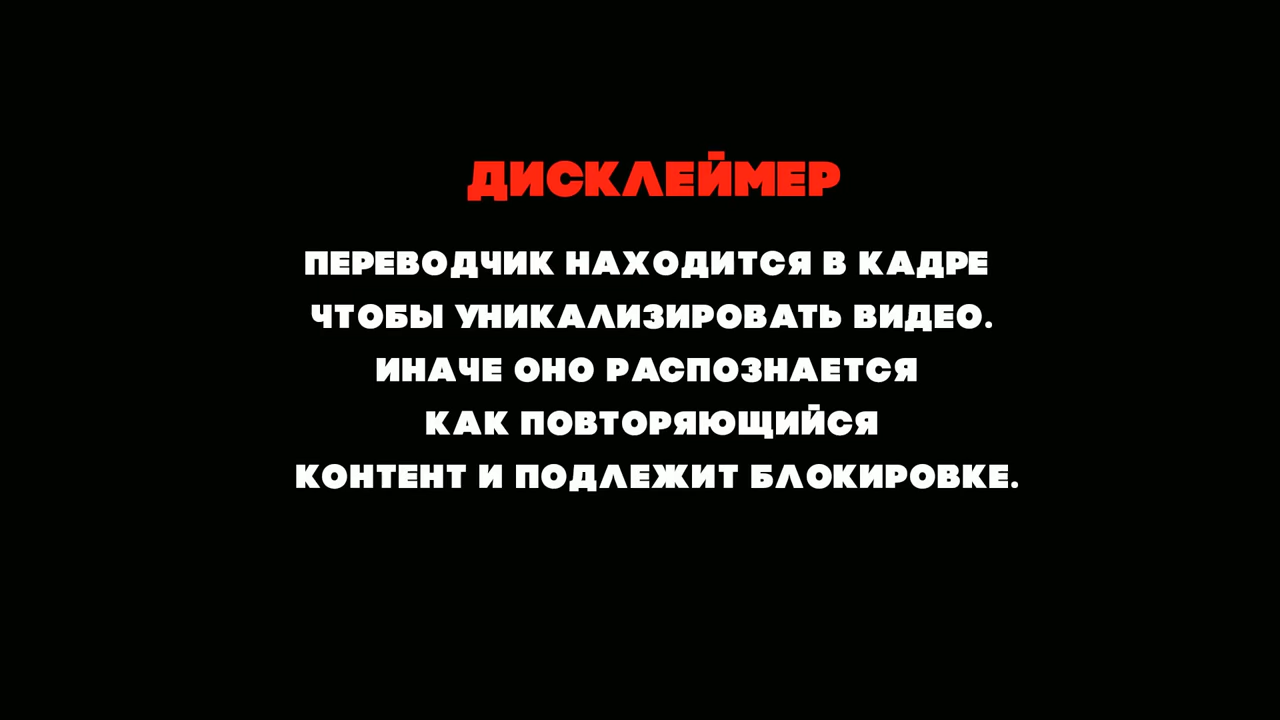 ДИСКЛЕЙМЕР
ПЕРЕВОДЧИК НАХОДИТСЯ В КАДРЕ
ЧТОБЫ УНИКАЛИЗИРОВАТЬ ВИДЕО.
ИНАЧЕ ОНО РАСПОЗНАЕТСЯ
КАК ПОВТОРЯЮЩИЙСЯ
КОНТЕНТ И ПОДЛЕЖИТ БЛОКИРОВКЕ.